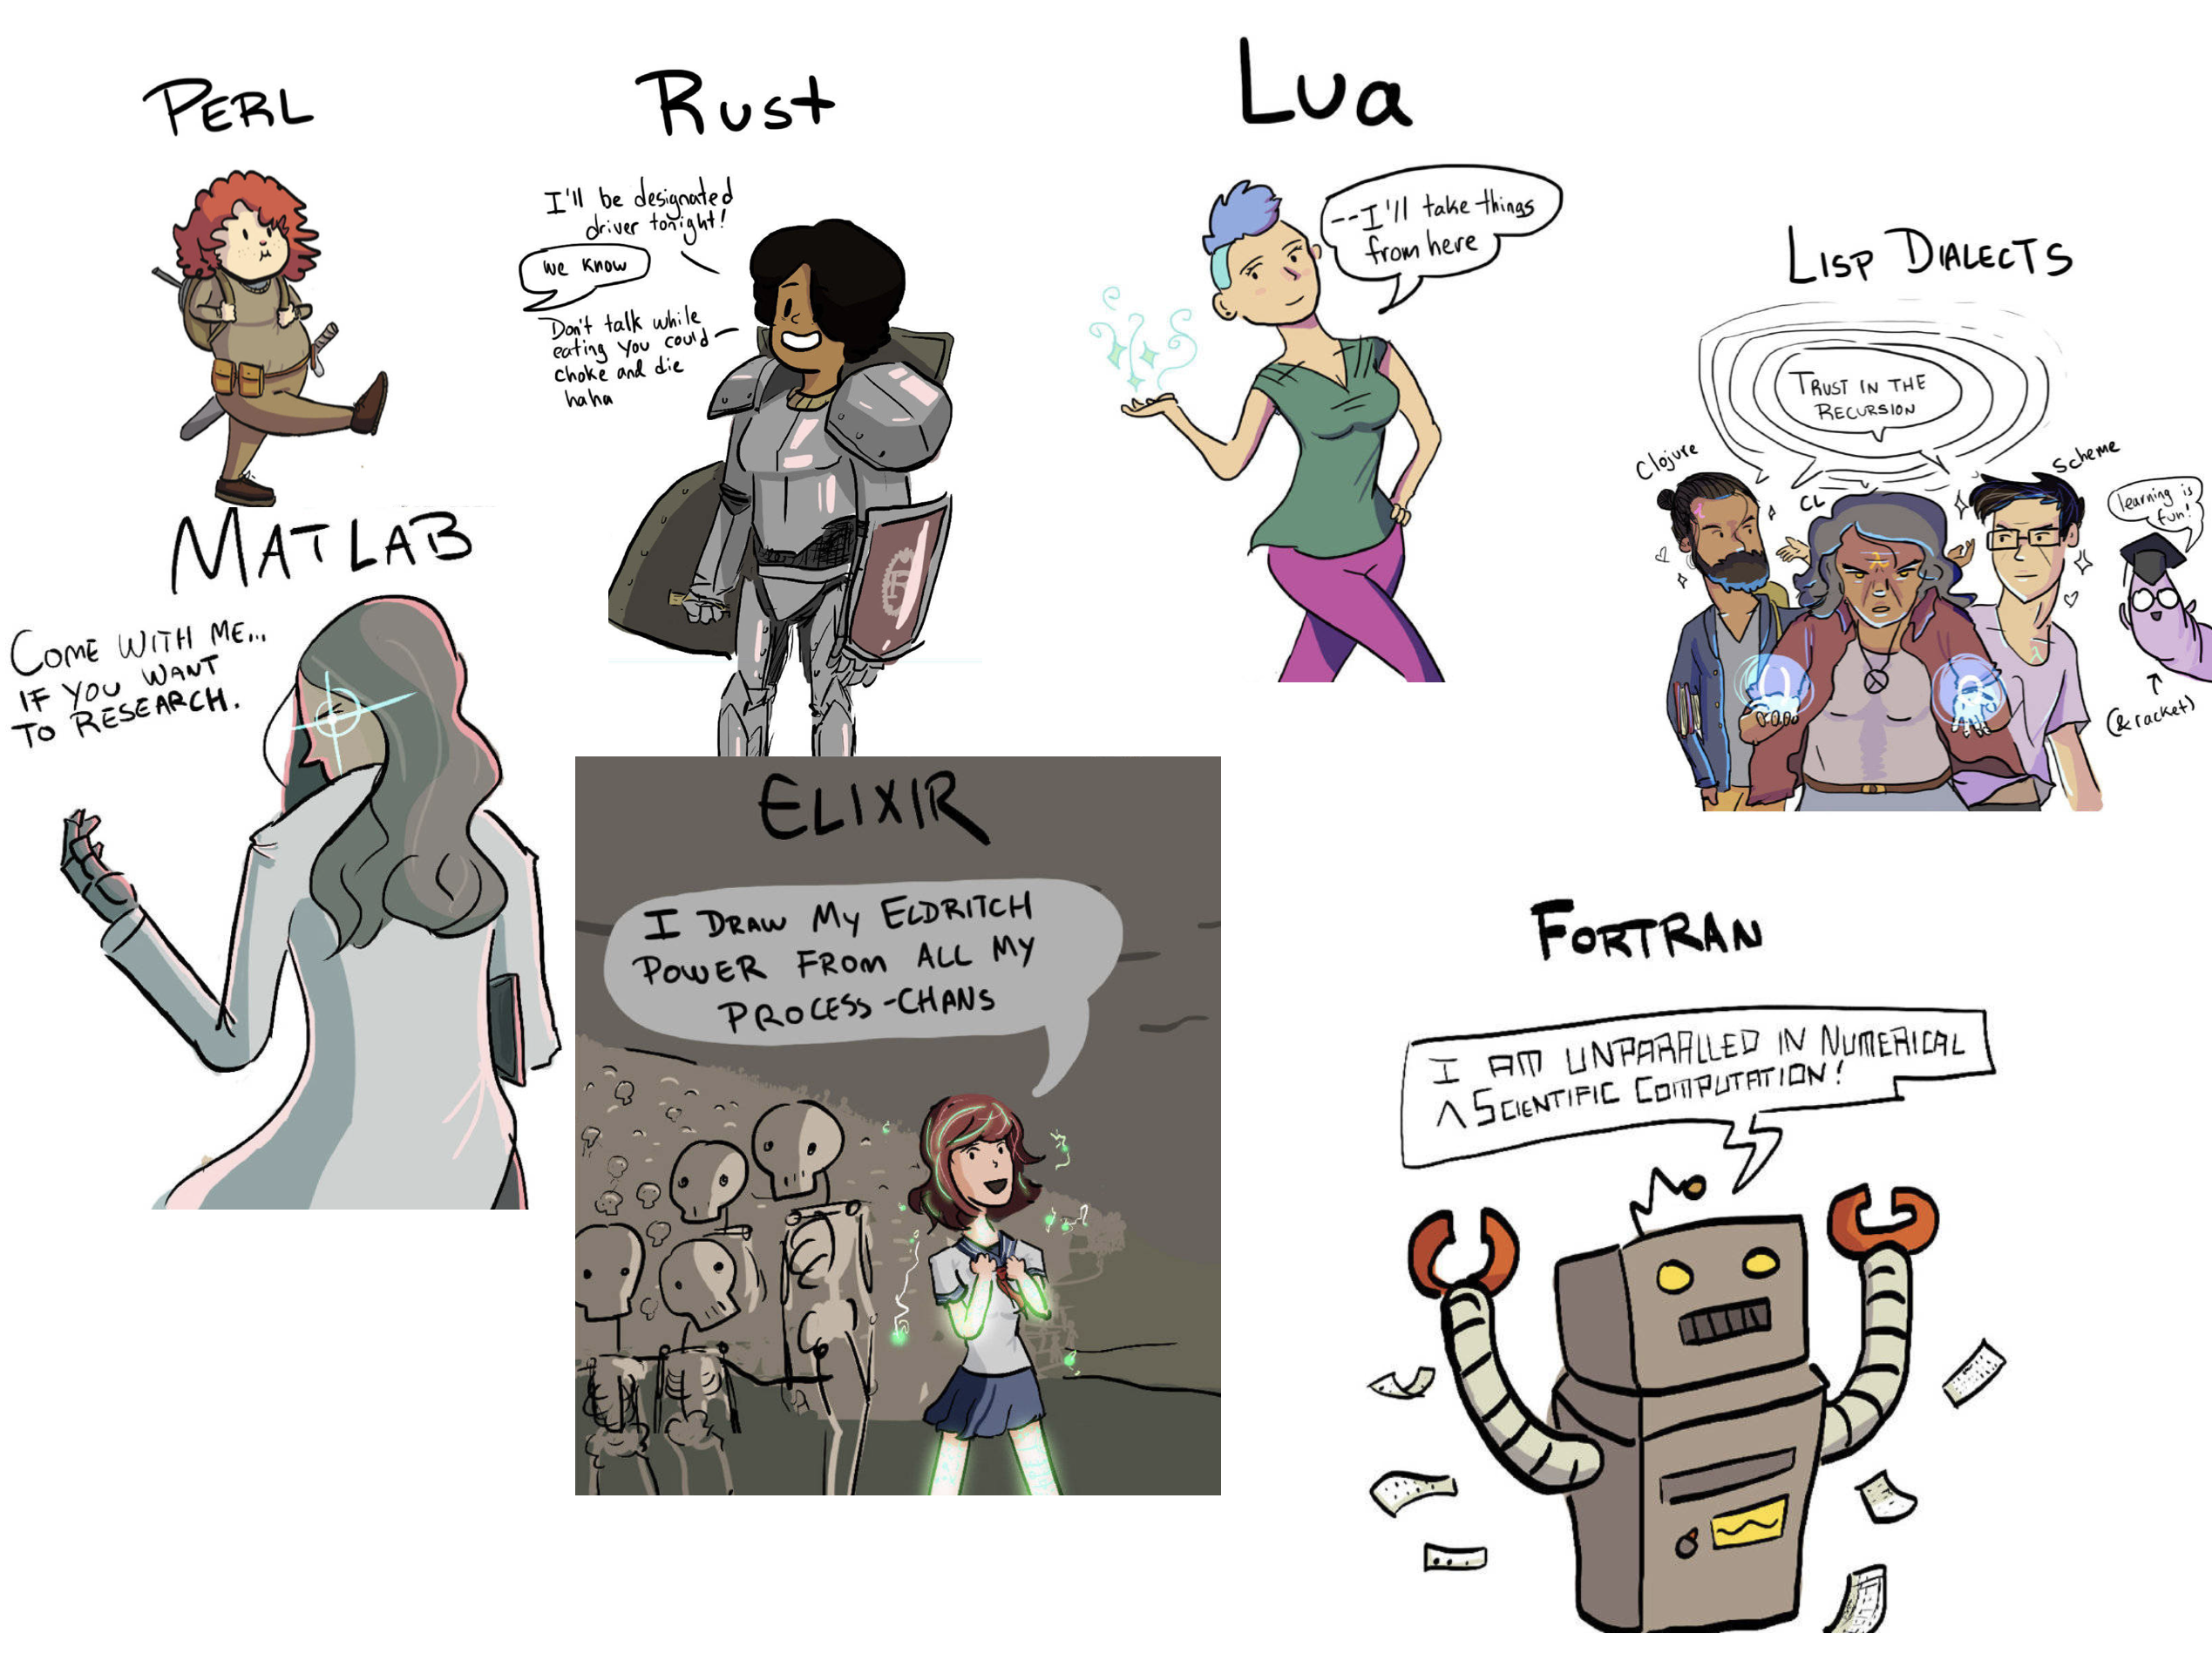 PERL
Rust
I'll be designated
driver tonight!
we know
Don't talk while
eating you could
choke and die
haha
Lua
--I'll take things
from here
LISP DIALECTS
TRUST IN THE
RECURSION
Clojure
CL
Scheme
learning is
fun!
(& racket)
MATLAB
COME WITH ME...
IF YOU WANT
TO RESEARCH.
ELIXIR
I DRAW MY ELDRITCH
POWER FROM ALL MY
PROCESS-CHANS
FORTRAN
I AM UNPARALLED IN NUMERICAL
∧ SCIENTIFIC COMPUTATION!